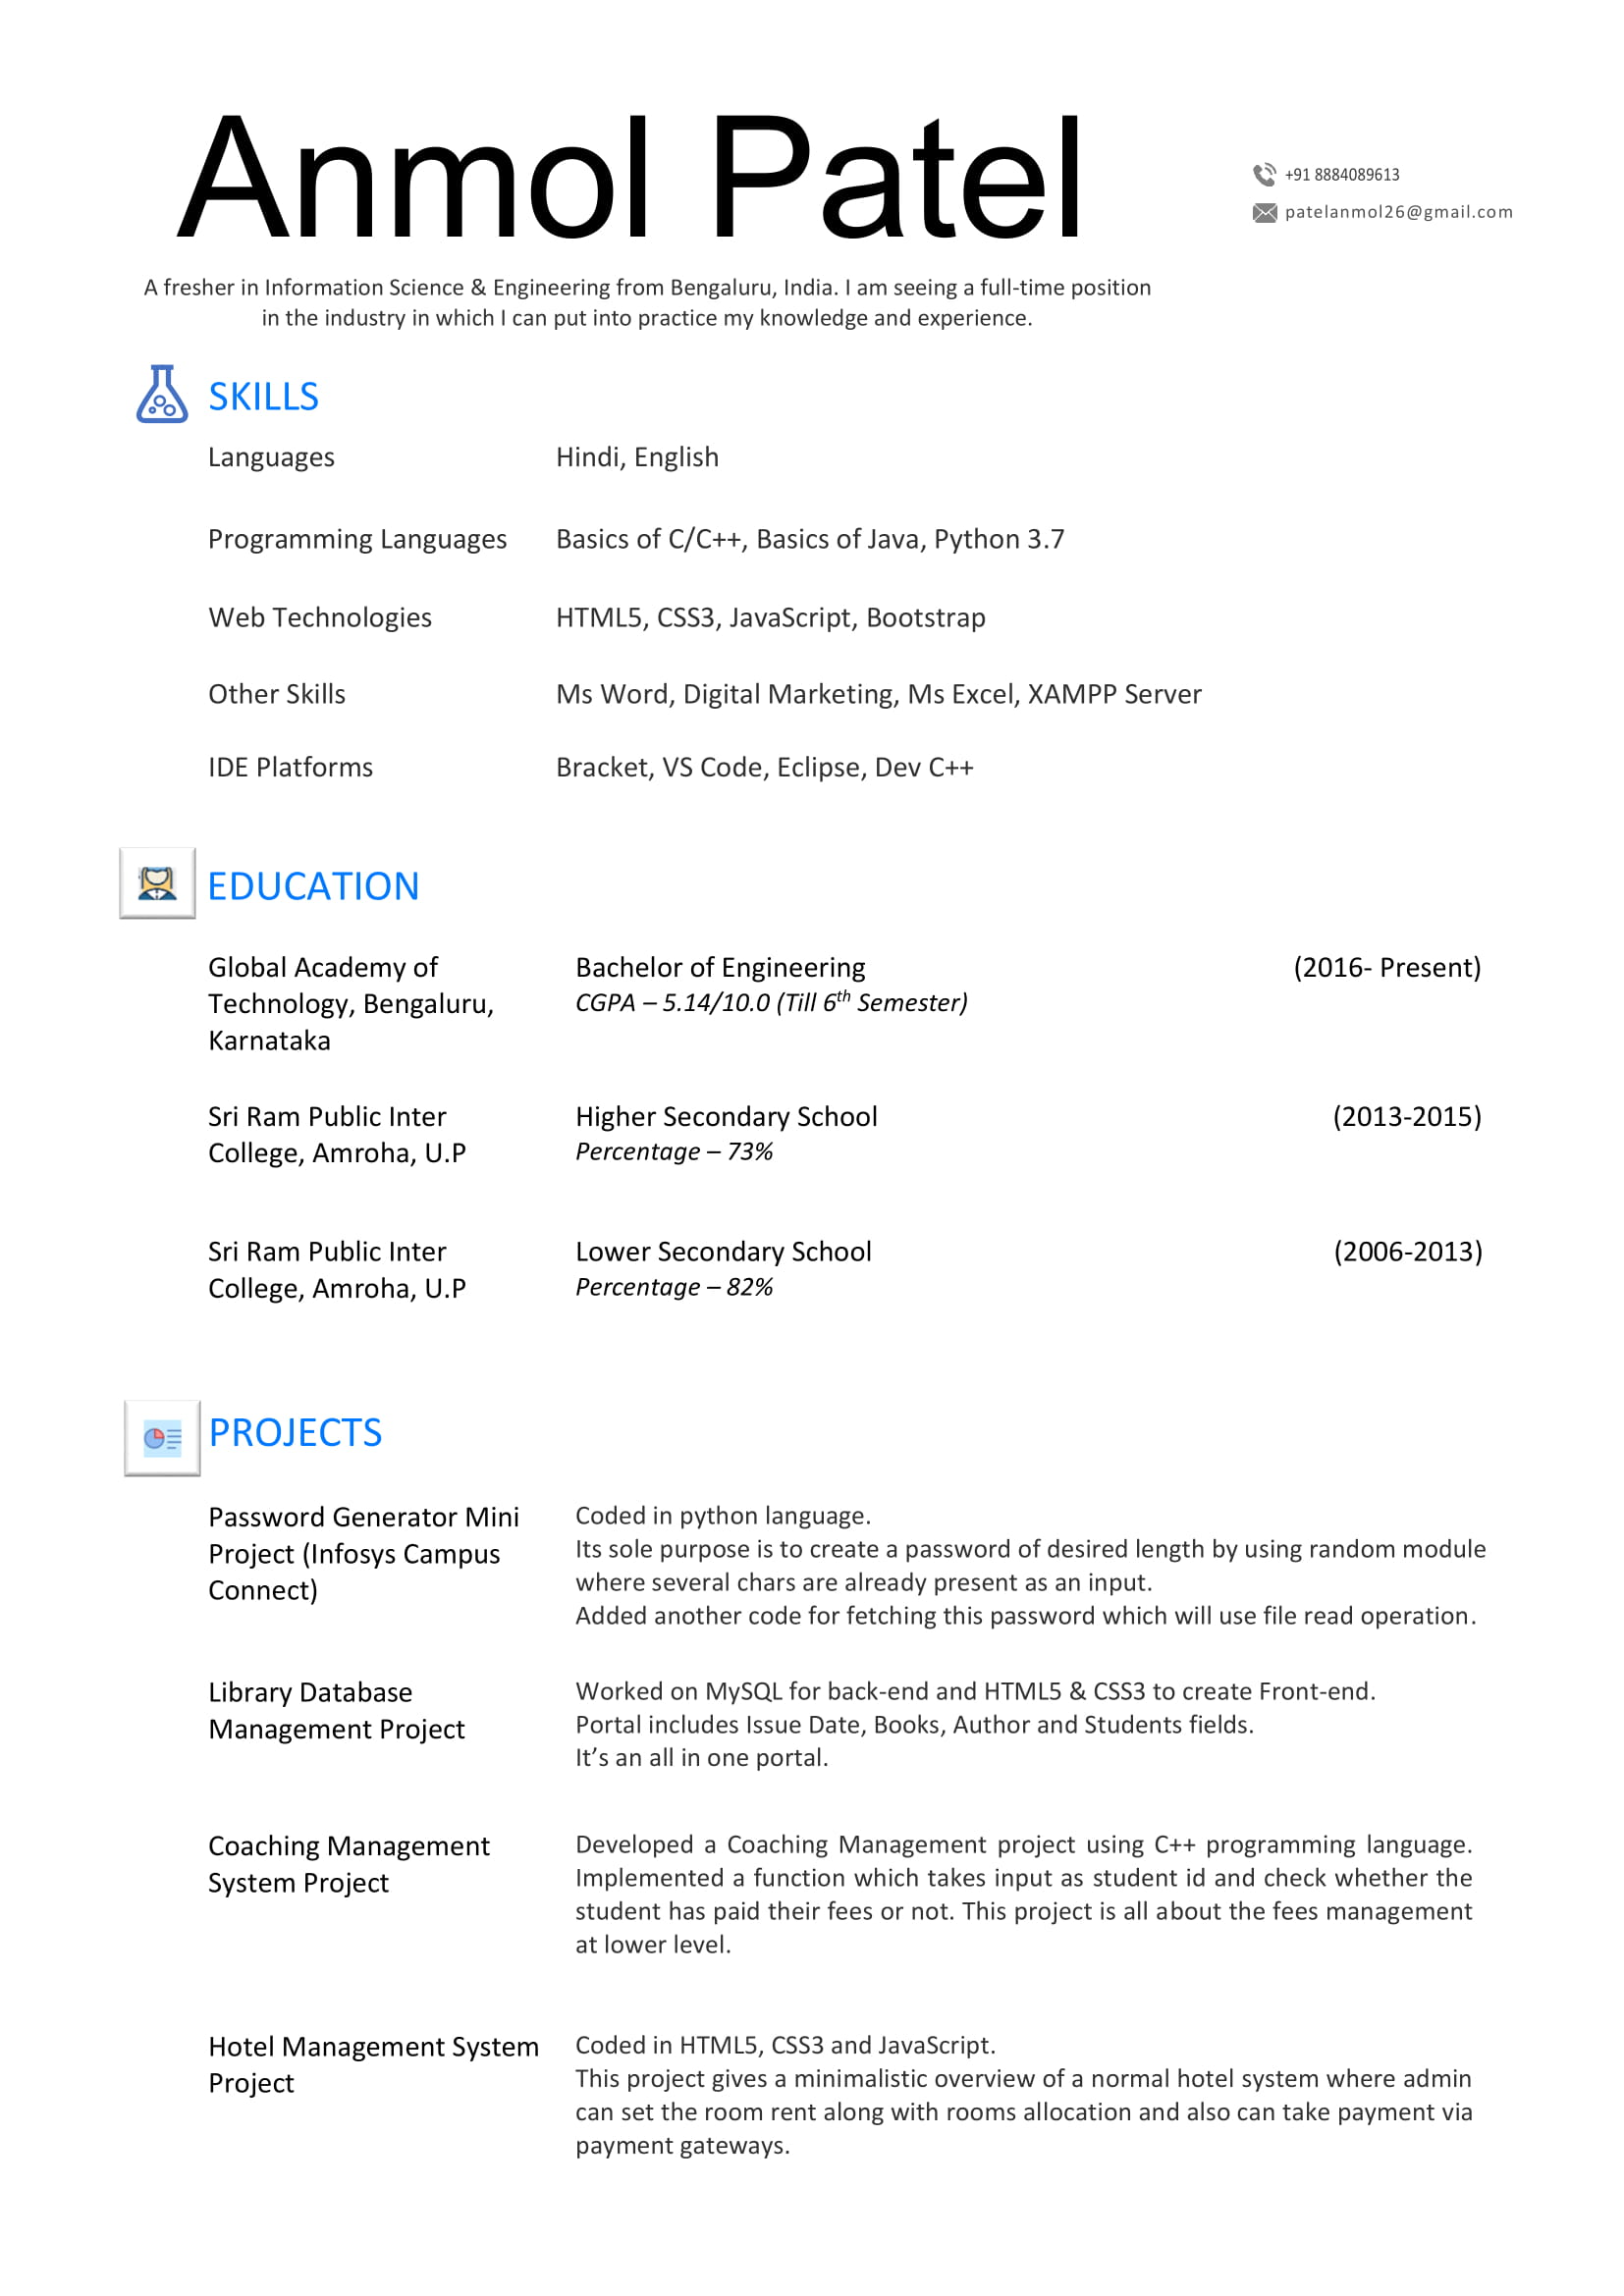 Anmol Patel
+91 8884089613
patelanmol26@gmail.com
A fresher in Information Science & Engineering from Bengaluru, India. I am seeing a full-time position
in the industry in which I can put into practice my knowledge and experience.
SKILLS
Languages Hindi, English
Programming Languages Basics of C/C++, Basics of Java, Python 3.7
Web Technologies HTML5, CSS3, JavaScript, Bootstrap
Other Skills Ms Word, Digital Marketing, Ms Excel, XAMPP Server
IDE Platforms Bracket, VS Code, Eclipse, Dev C++
EDUCATION
Global Academy of
Technology, Bengaluru,
Karnataka
Bachelor of Engineering
CGPA – 5.14/10.0 (Till 6th Semester)
(2016- Present)
Sri Ram Public Inter
College, Amroha, U.P
Higher Secondary School
Percentage – 73%
(2013-2015)
Sri Ram Public Inter
College, Amroha, U.P
Lower Secondary School
Percentage – 82%
(2006-2013)
PROJECTS
Password Generator Mini
Project (Infosys Campus
Connect)
Coded in python language.
Its sole purpose is to create a password of desired length by using random module
where several chars are already present as an input.
Added another code for fetching this password which will use file read operation.
Library Database
Management Project
Worked on MySQL for back-end and HTML5 & CSS3 to create Front-end.
Portal includes Issue Date, Books, Author and Students fields.
It’s an all in one portal.
Coaching Management
System Project
Developed a Coaching Management project using C++ programming language.
Implemented a function which takes input as student id and check whether the
student has paid their fees or not. This project is all about the fees management
at lower level.
Hotel Management System
Project
Coded in HTML5, CSS3 and JavaScript.
This project gives a minimalistic overview of a normal hotel system where admin
can set the room rent along with rooms allocation and also can take payment via
payment gateways.